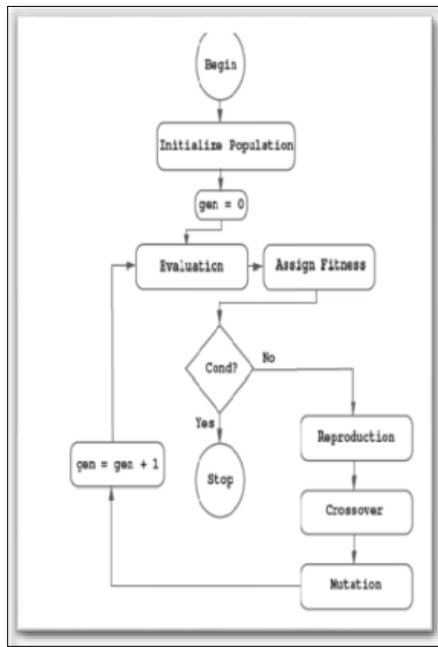 Begin
Initialize Population
gen = 0
Evaluation
Assign Fitness
Cond?
No
Yes
Reproduction
gen = gen + 1
Stop
Crossover
Mutation